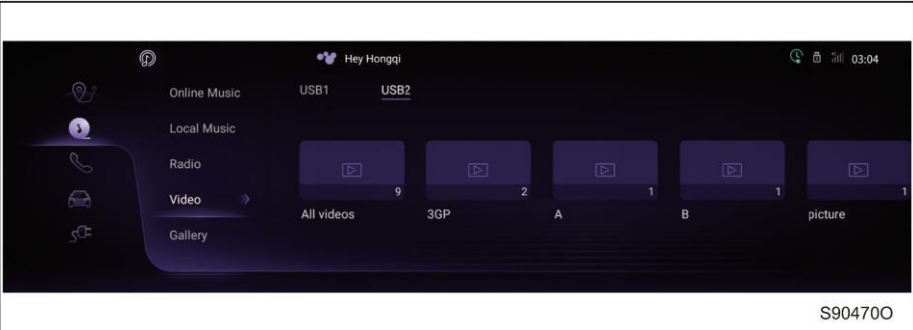 Hey Hongqi
03:04
Online Music
USB1 USB2
Local Music
Radio
9 2 1 1 1
Video
All videos 3GP A B picture
Gallery
S90470O